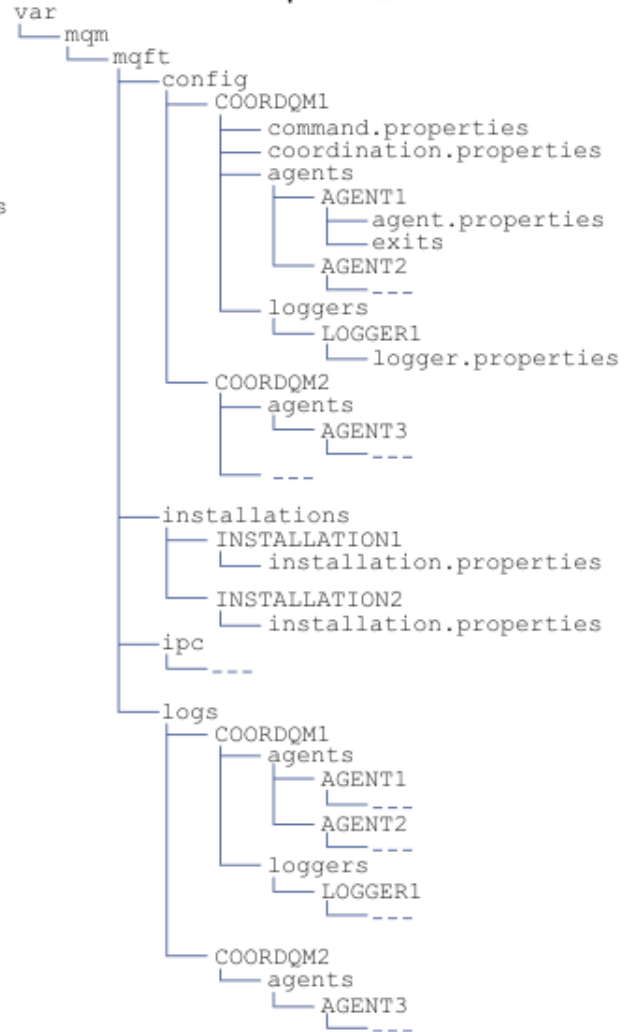 var
mqm
mqft
config
COORDQM1
command.properties
coordination.properties
agents
AGENT1
agent.properties
exits
AGENT2
---
loggers
LOGGER1
logger.properties
COORDQM2
agents
AGENT3
---
---
installations
INSTALLATION1
installation.properties
INSTALLATION2
installation.properties
ipc
---
logs
COORDQM1
agents
AGENT1
---
AGENT2
---
loggers
LOGGER1
---
COORDQM2
agents
AGENT3
---